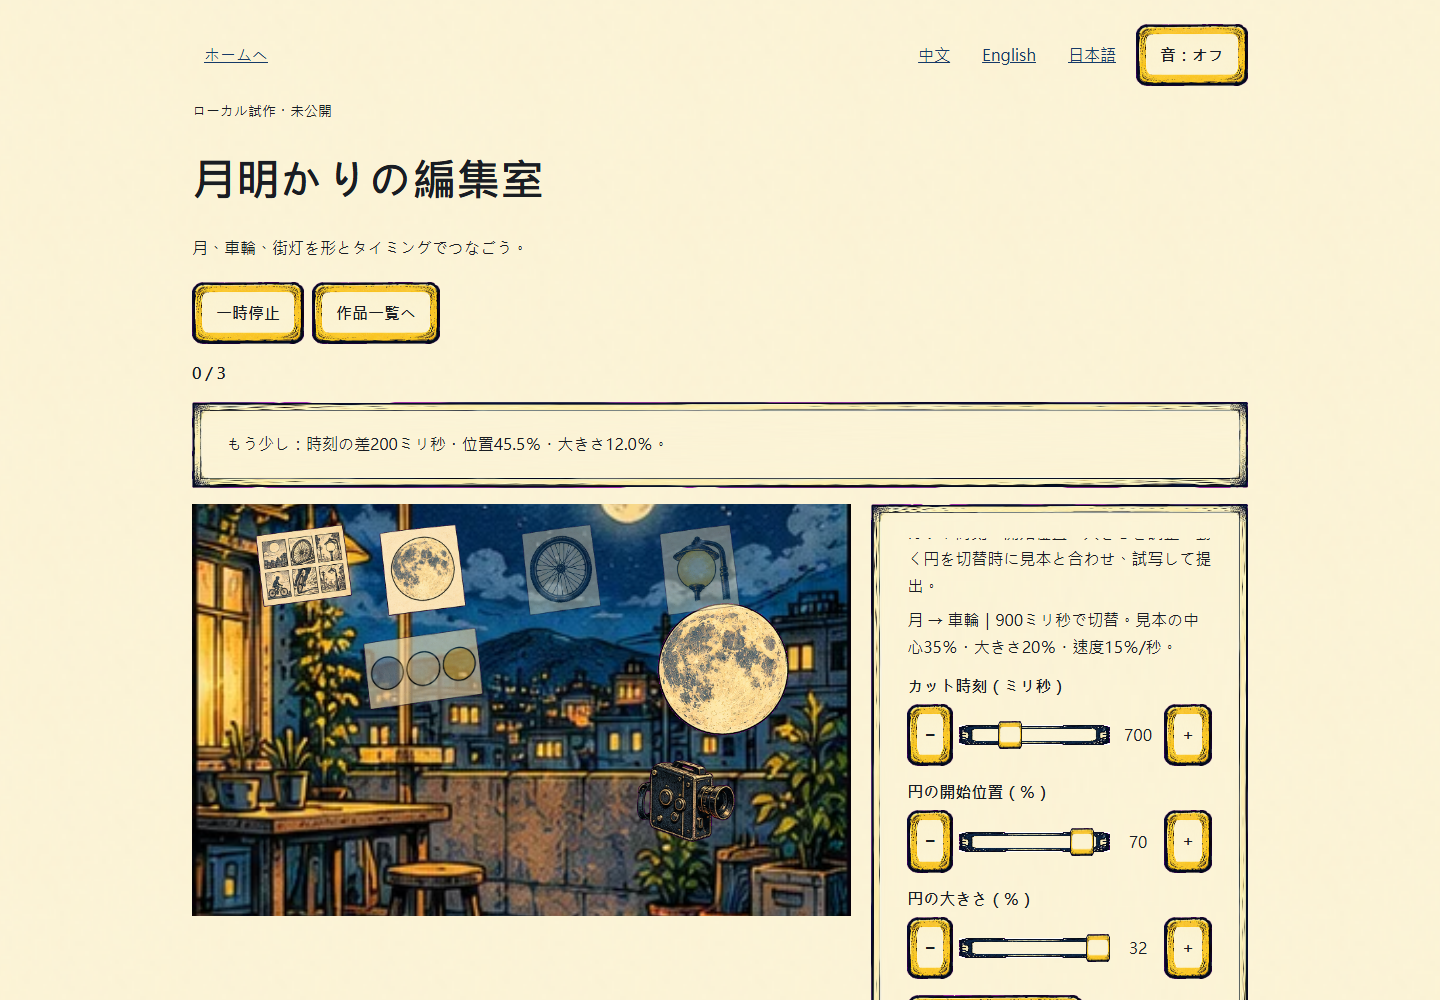 ホームへ
中文 English 日本語 音：オフ
ローカル試作・未公開
月明かりの編集室
月、車輪、街灯を形とタイミングでつなごう。
一時停止 作品一覧へ
0 / 3
もう少し：時刻の差200ミリ秒・位置45.5%・大きさ12.0%。
く円を切替時に見本と合わせ、試写して提
出。
月 → 車輪 | 900ミリ秒で切替。見本の中
心35%・大きさ20%・速度15%/秒。
カット時刻（ミリ秒）
− 700 +
円の開始位置（%）
− 70 +
円の大きさ（%）
− 32 +